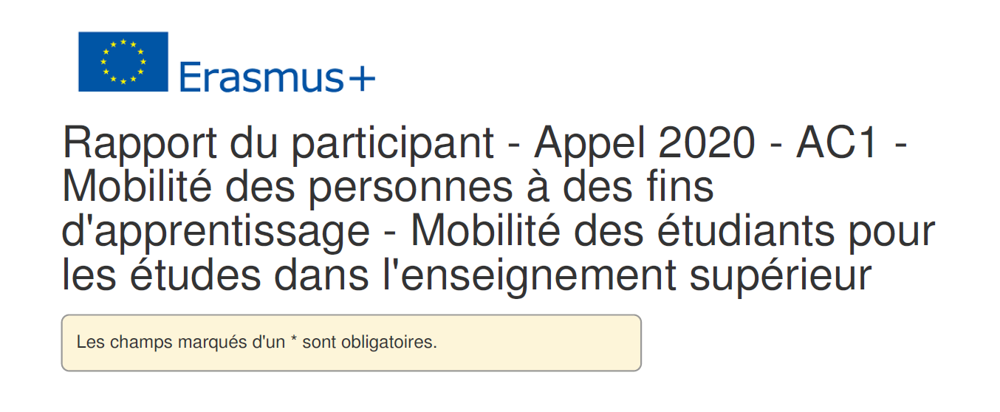 Erasmus+
Rapport du participant - Appel 2020 - AC1 -
Mobilité des personnes à des fins
d'apprentissage - Mobilité des étudiants pour
les études dans l'enseignement supérieur
Les champs marqués d'un * sont obligatoires.